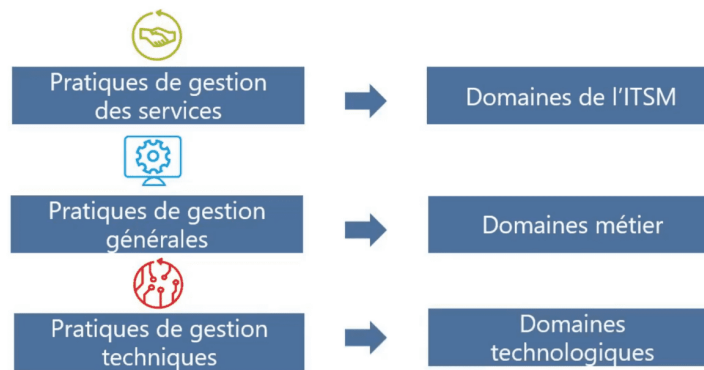 Pratiques de gestion
des services
Domaines de l'ITSM
Pratiques de gestion
générales
Domaines métier
Pratiques de gestion
techniques
Domaines
technologiques